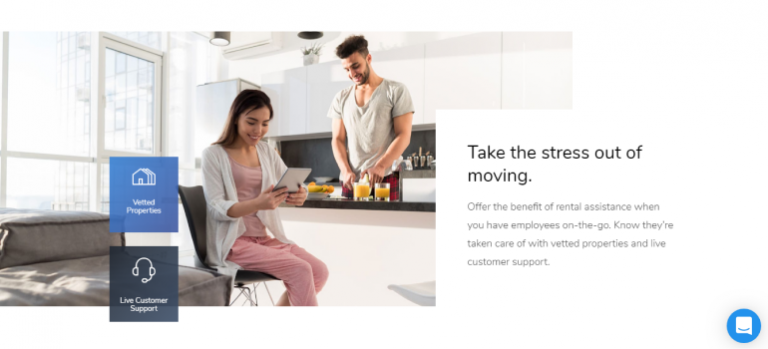 Vetted
Properties
Live Customer
Support
Take the stress out of
moving.
Offer the benefit of rental assistance when
you have employees on-the-go. Know they're
taken care of with vetted properties and live
customer support.